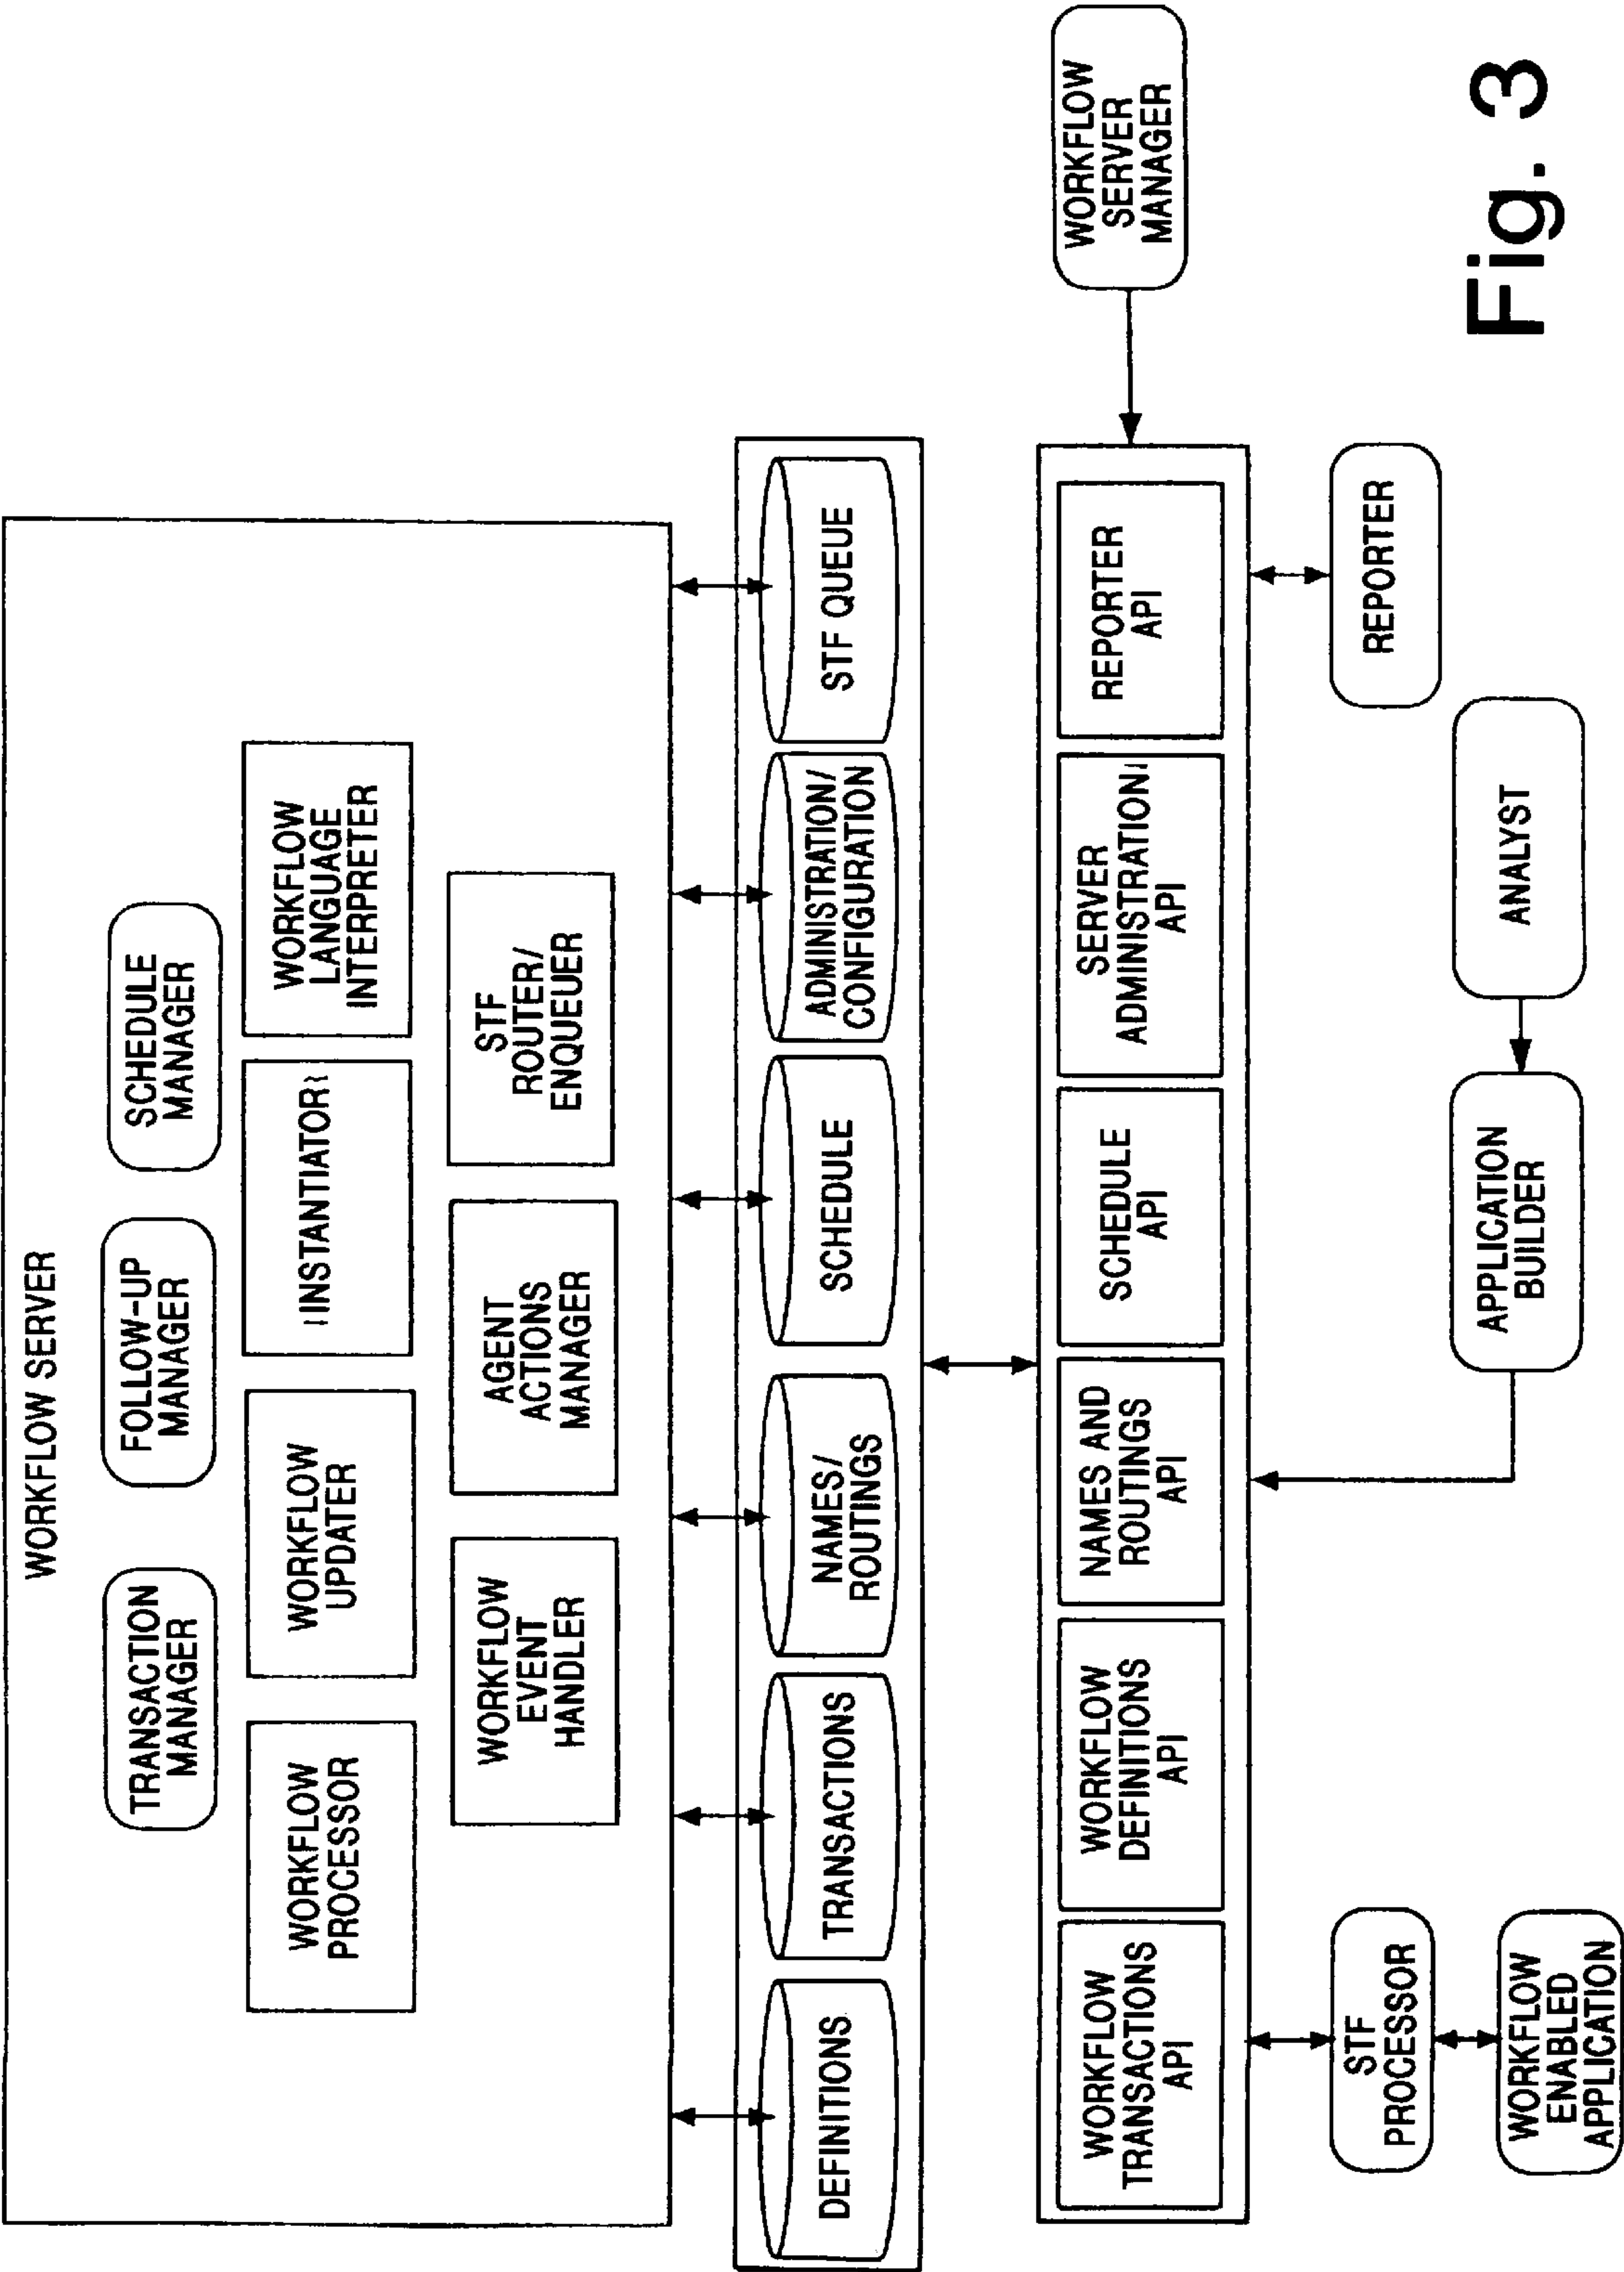 WORKFLOW SERVER
TRANSACTION
MANAGER
FOLLOW-UP
MANAGER
SCHEDULE
MANAGER
WORKFLOW
PROCESSOR
WORKFLOW
UPDATER
INSTANTIATOR
WORKFLOW
LANGUAGE
INTERPRETER
WORKFLOW
EVENT
HANDLER
AGENT
ACTIONS
MANAGER
STF
ROUTER/
ENQUEUER
DEFINITIONS
TRANSACTIONS
NAMES/
ROUTINGS
SCHEDULE
ADMINISTRATION/
CONFIGURATION
STF QUEUE
WORKFLOW
TRANSACTIONS
API
WORKFLOW
DEFINITIONS
API
NAMES AND
ROUTINGS
API
SCHEDULE
API
SERVER
ADMINISTRATION/
API
REPORTER
API
WORKFLOW
SERVER
MANAGER
STF
PROCESSOR
WORKFLOW
ENABLED
APPLICATION
APPLICATION
BUILDER
ANALYST
REPORTER
Fig. 3